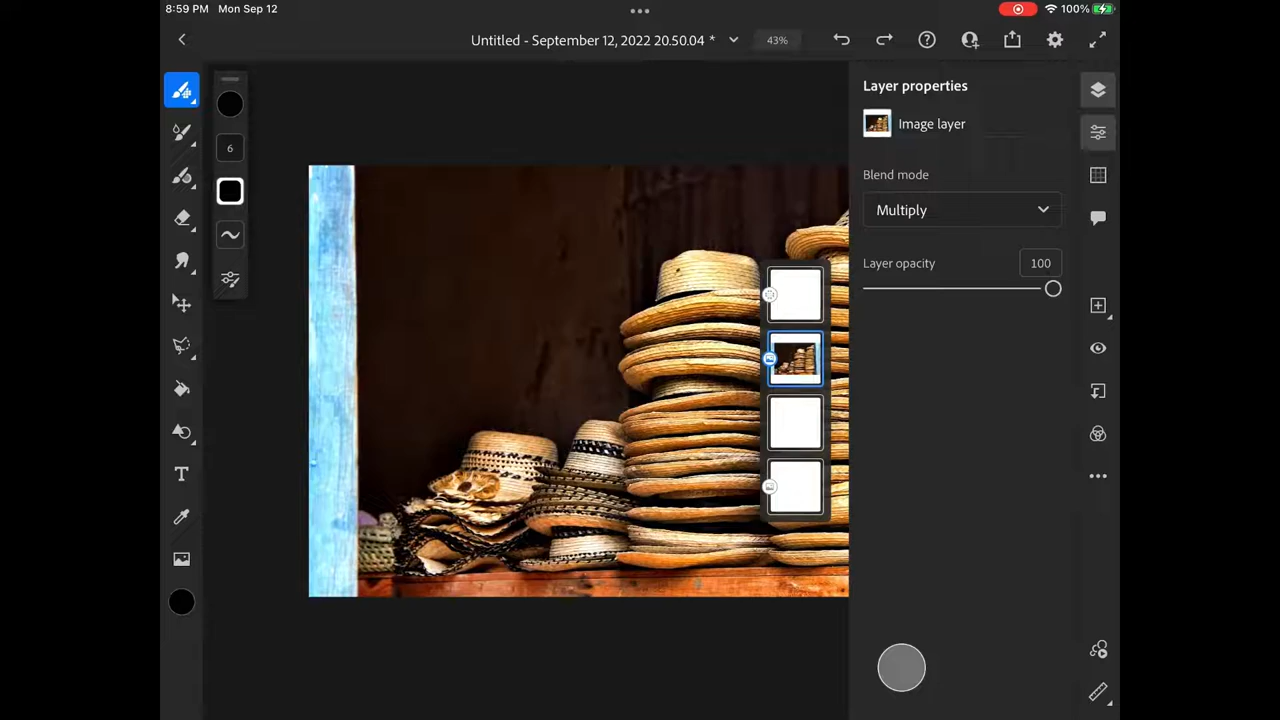 8:59 PM Mon Sep 12
100%
Untitled - September 12, 2022 20.50.04 *
43%
Layer properties
Image layer
Blend mode
Multiply
Layer opacity
100
6
T